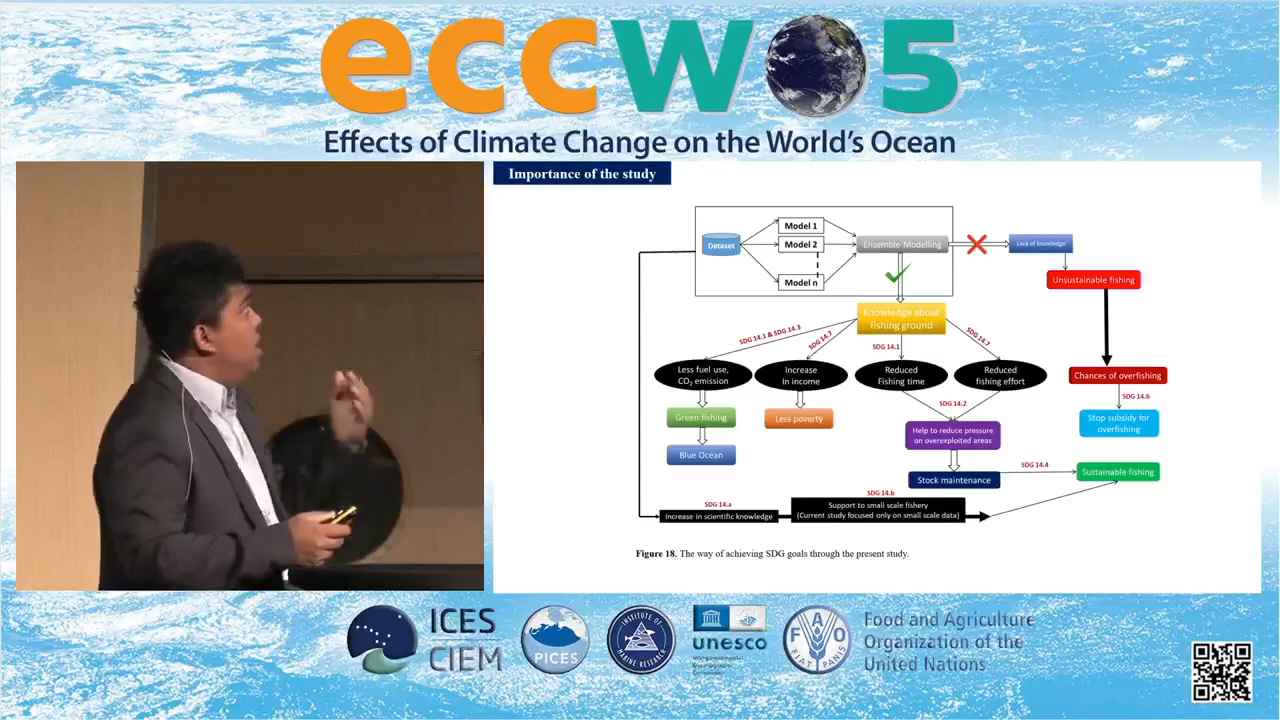 eccwo5
Effects of Climate Change on the World's Ocean
Importance of the study
Dataset
Model 1
Model 2
Model n
Ensemble Modelling
Lack of knowledge
Unsustainable fishing
Knowledge about
fishing ground
SDG 14.1 & SDG 14.3
SDG 14.7
SDG 14.1
SDG 14.7
Less fuel use,
CO2 emission
Increase
In income
Reduced
Fishing time
Reduced
fishing effort
Chances of overfishing
SDG 14.6
Green fishing
Less poverty
SDG 14.2
Stop subsidy for
overfishing
Help to reduce pressure
on overexploited areas
Blue Ocean
Stock maintenance
SDG 14.4
Sustainable fishing
SDG 14.a
Increase in scientific knowledge
SDG 14.b
Support to small scale fishery
(Current study focused only on small scale data)
Figure 18. The way of achieving SDG goals through the present study.
ICES
CIEM
PICES
INSTITUTE OF
MARINE RESEARCH
unesco
Intergovernmental
Oceanographic
Commission
FAO
FIAT PANIS
Food and Agriculture
Organization of the
United Nations